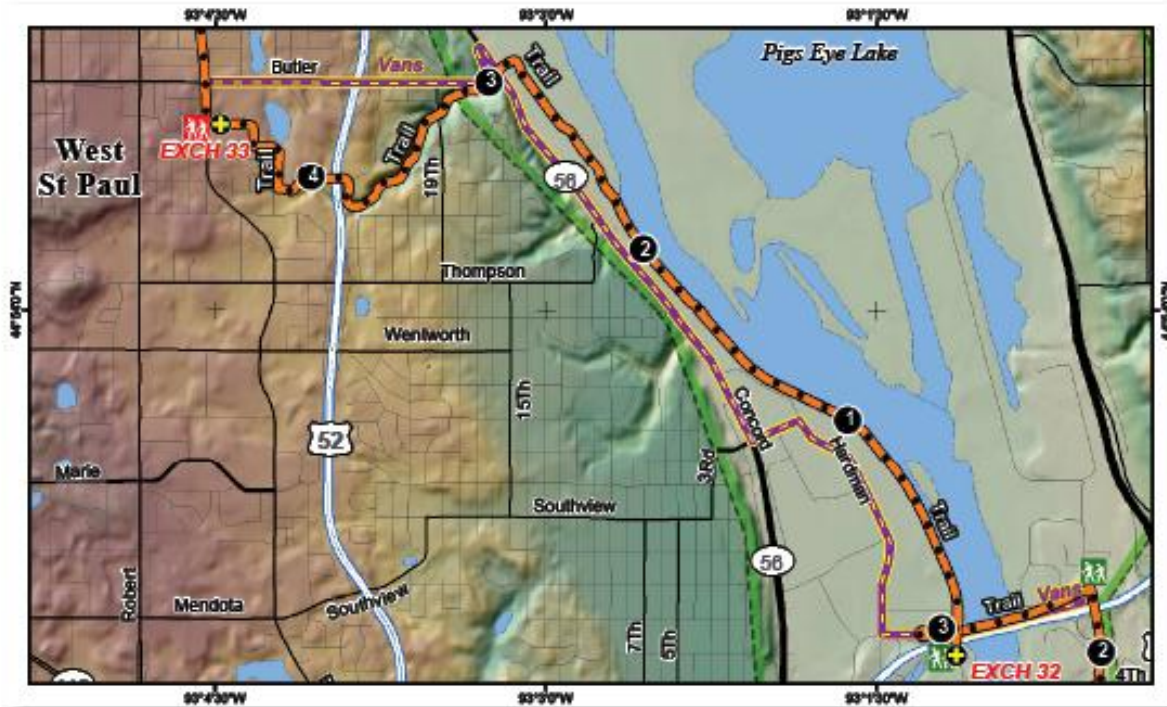 93°4'30"W
93°3'0"W
93°1'30"W
Pigs Eye Lake
Butler
Vans
Trail
3
EXCH 33
West
St Paul
Trail
4
Trail
19Th
56
2
Thompson
44°54'0"N
Wentworth
15Th
52
Concord
1
Hardman
3Rd
Marie
Southview
Trail
56
Robert
Mendota
Southview
7Th
5Th
3
Trail
Vans
EXCH 32
2
4Th
93°4'30"W
93°3'0"W
93°1'30"W